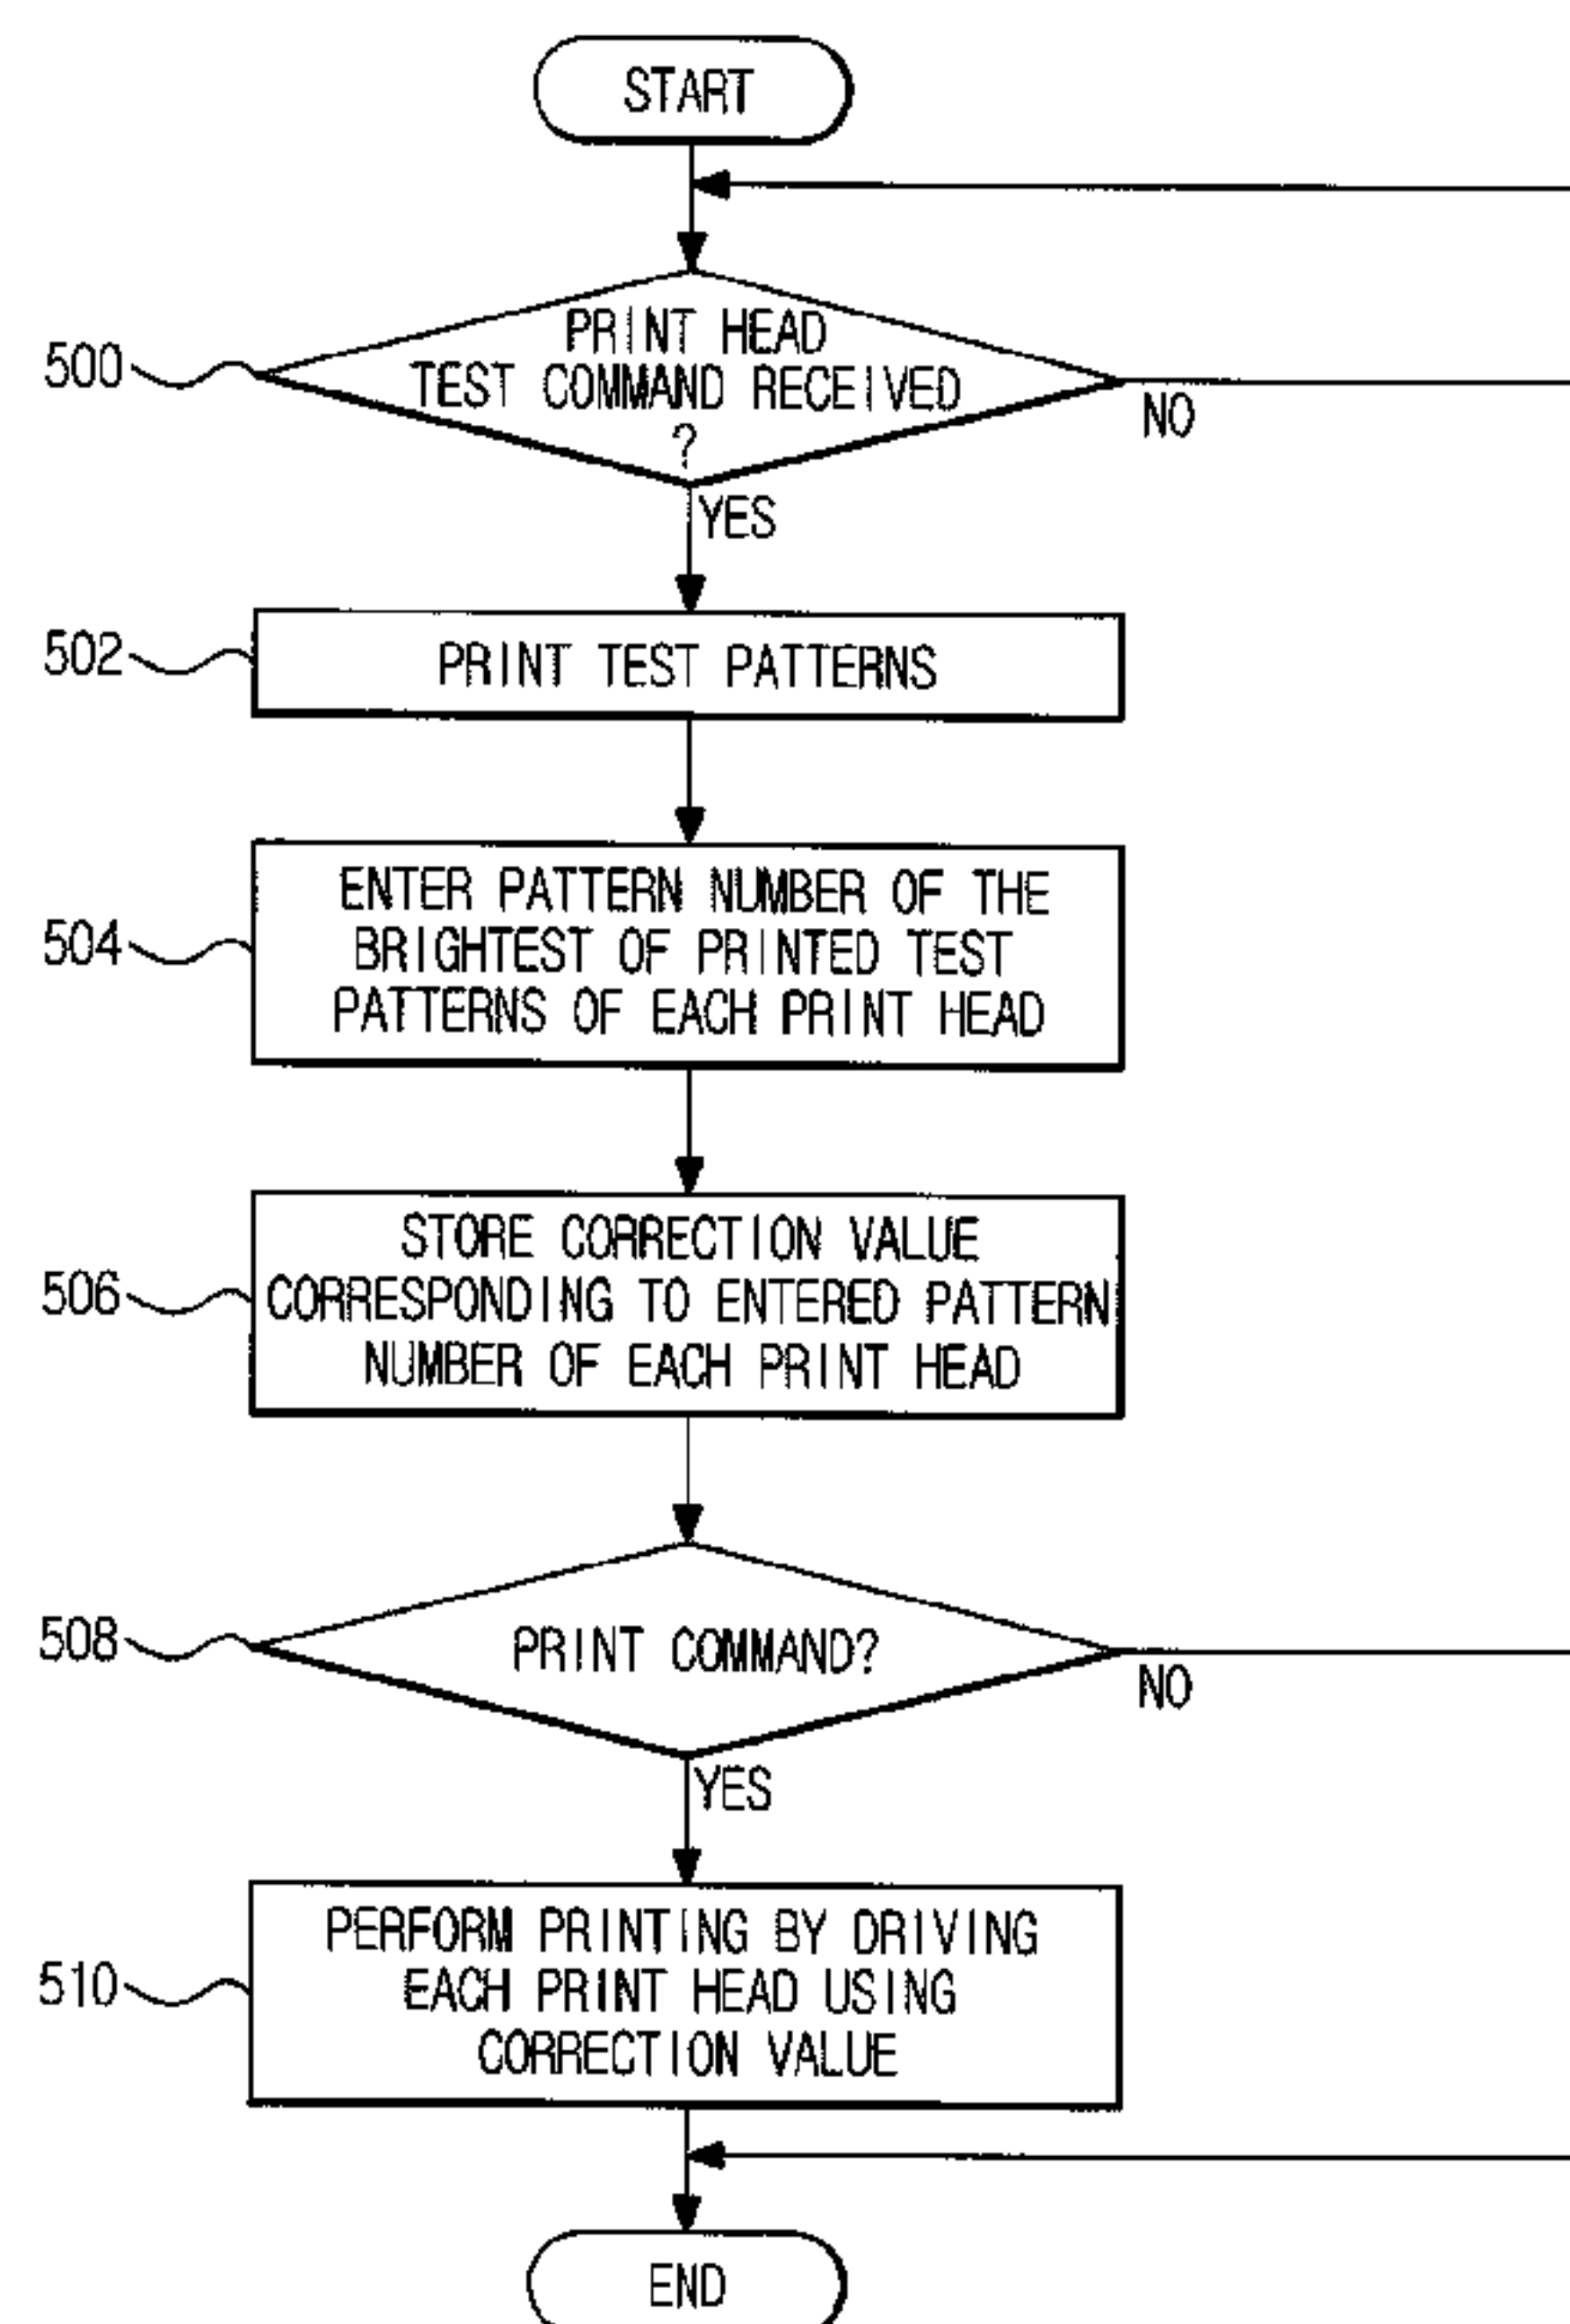 START
500
PRINT HEAD
TEST COMMAND RECEIVED
?
NO
YES
502
PRINT TEST PATTERNS
504
ENTER PATTERN NUMBER OF THE
BRIGHTEST OF PRINTED TEST
PATTERNS OF EACH PRINT HEAD
506
STORE CORRECTION VALUE
CORRESPONDING TO ENTERED PATTERN
NUMBER OF EACH PRINT HEAD
508
PRINT COMMAND?
NO
YES
510
PERFORM PRINTING BY DRIVING
EACH PRINT HEAD USING
CORRECTION VALUE
END